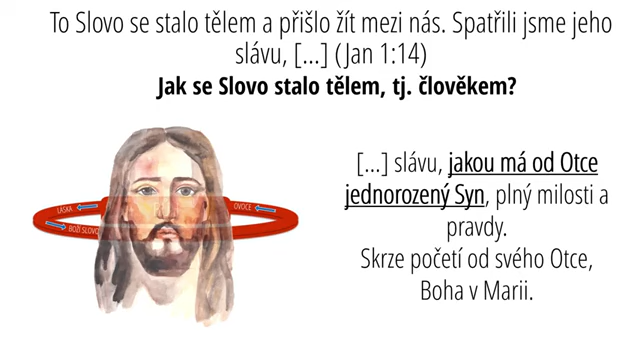 To Slovo se stalo tělem a přišlo žít mezi nás. Spatřili jsme jeho
slávu, [...] (Jan 1:14)
Jak se Slovo stalo tělem, tj. člověkem?
LÁSKA
BOŽÍ SLOVO
OVOCE
[...] slávu, jakou má od Otce
jednorozený Syn, plný milosti a
pravdy.
Skrze početí od svého Otce,
Boha v Marii.